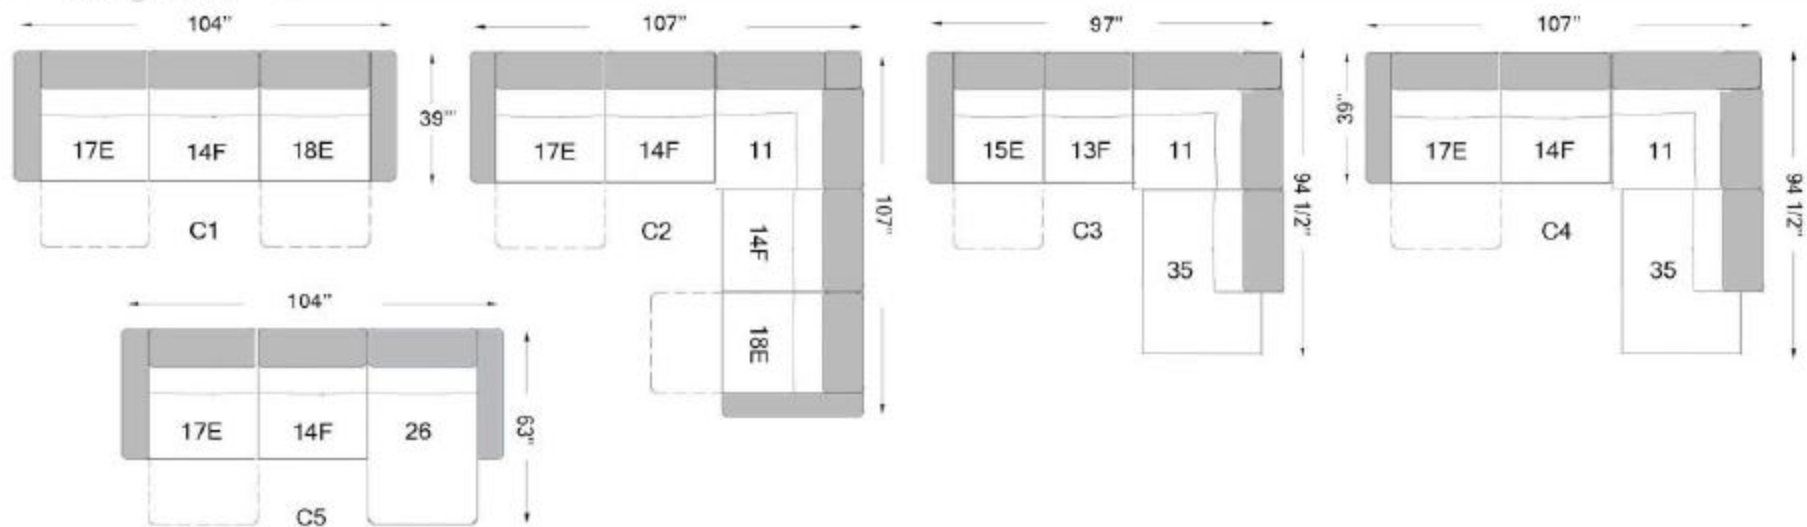 104"
17E 14F 18E
39"
C1
107"
17E 14F 11
14F
18E
107"
C2
97"
15E 13F 11
35
94 1/2"
C3
107"
39"
17E 14F 11
35
94 1/2"
C4
104"
17E 14F 26
63"
C5